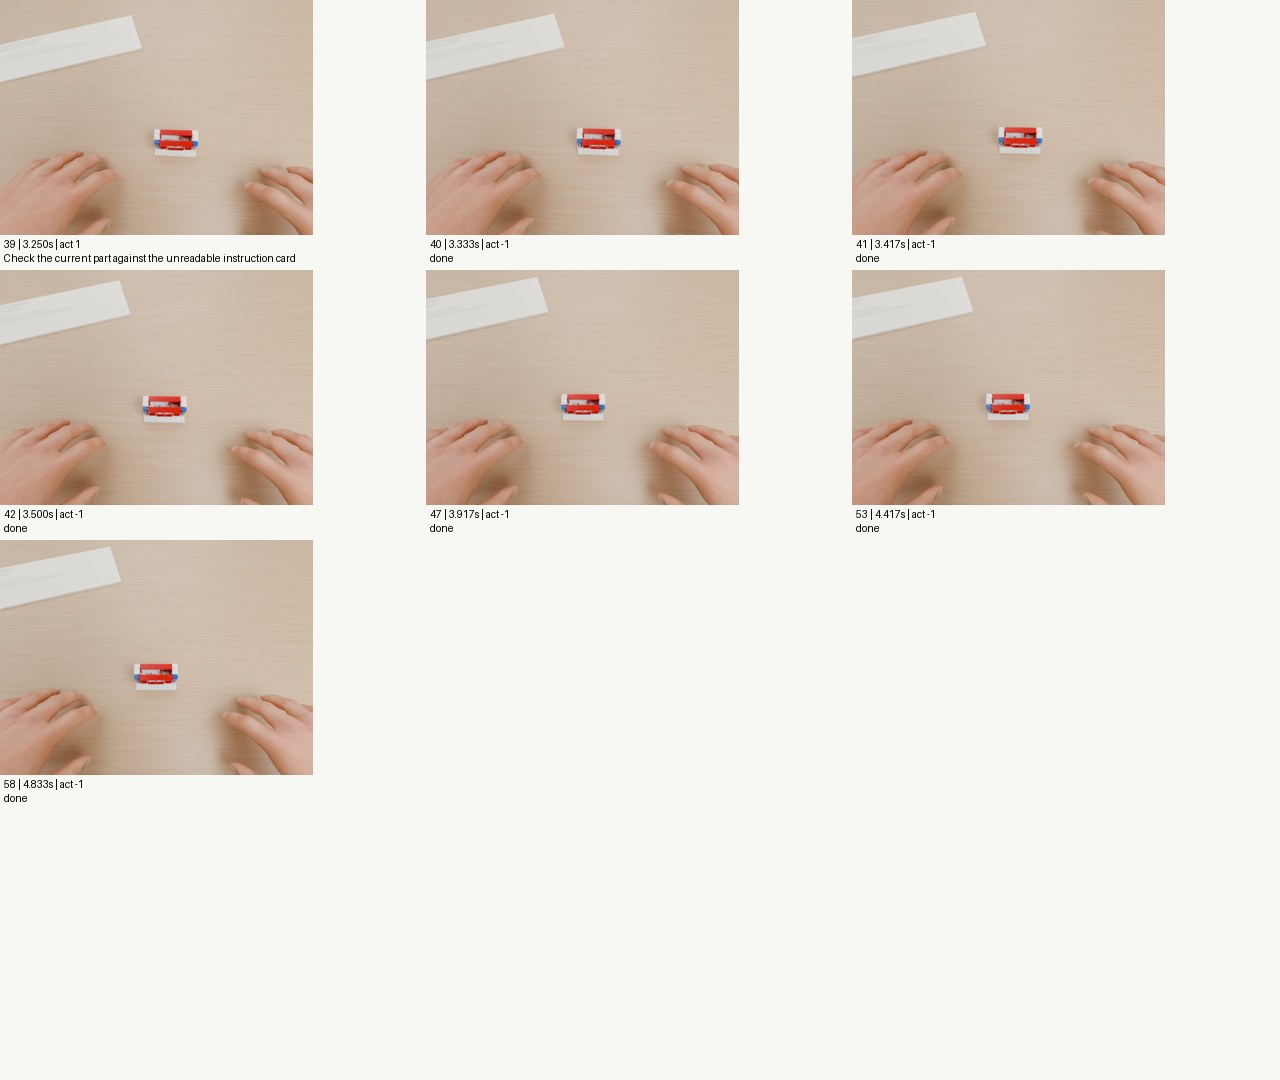 39 | 3.250s | act 1
Check the current part against the unreadable instruction card
40 | 3.333s | act -1
done
41 | 3.417s | act -1
done
42 | 3.500s | act -1
done
47 | 3.917s | act -1
done
53 | 4.417s | act -1
done
58 | 4.833s | act -1
done